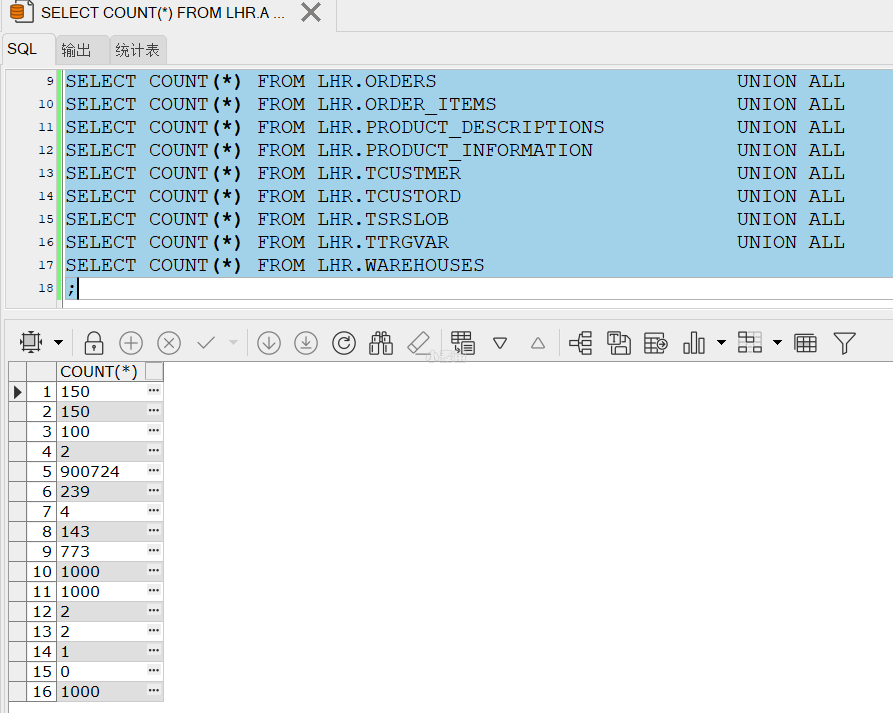 SELECT COUNT(*) FROM LHR.A ...
SQL 输出 统计表
9 SELECT COUNT(*) FROM LHR.ORDERS UNION ALL
10 SELECT COUNT(*) FROM LHR.ORDER_ITEMS UNION ALL
11 SELECT COUNT(*) FROM LHR.PRODUCT_DESCRIPTIONS UNION ALL
12 SELECT COUNT(*) FROM LHR.PRODUCT_INFORMATION UNION ALL
13 SELECT COUNT(*) FROM LHR.TCUSTMER UNION ALL
14 SELECT COUNT(*) FROM LHR.TCUSTORD UNION ALL
15 SELECT COUNT(*) FROM LHR.TSRSLOB UNION ALL
16 SELECT COUNT(*) FROM LHR.TTRGVAR UNION ALL
17 SELECT COUNT(*) FROM LHR.WAREHOUSES
18 ;
COUNT(*)
1 150 ...
2 150 ...
3 100 ...
4 2 ...
5 900724 ...
6 239 ...
7 4 ...
8 143 ...
9 773 ...
10 1000 ...
11 1000 ...
12 2 ...
13 2 ...
14 1 ...
15 0 ...
16 1000 ...